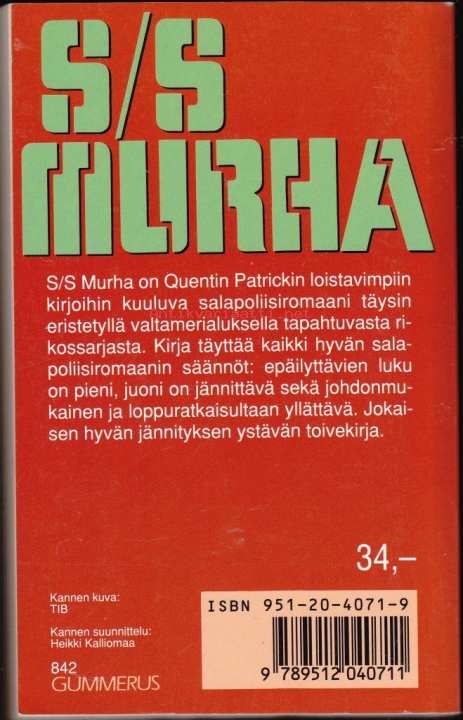 S/S
MURHA
S/S Murha on Quentin Patrickin loistavimpiin
kirjoihin kuuluva salapoliisiromaani täysin
eristetyllä valtamerialuksella tapahtuvasta ri-
kossarjasta. Kirja täyttää kaikki hyvän sala-
poliisiromaanin säännöt: epäilyttävien luku
on pieni, juoni on jännittävä sekä johdonmu-
kainen ja loppuratkaisultaan yllättävä. Jokai-
sen hyvän jännityksen ystävän toivekirja.
34,–
Kannen kuva:
TIB
Kannen suunnittelu:
Heikki Kalliomaa
842
GUMMERUS
ISBN 951-20-4071-9
9 789512 040711